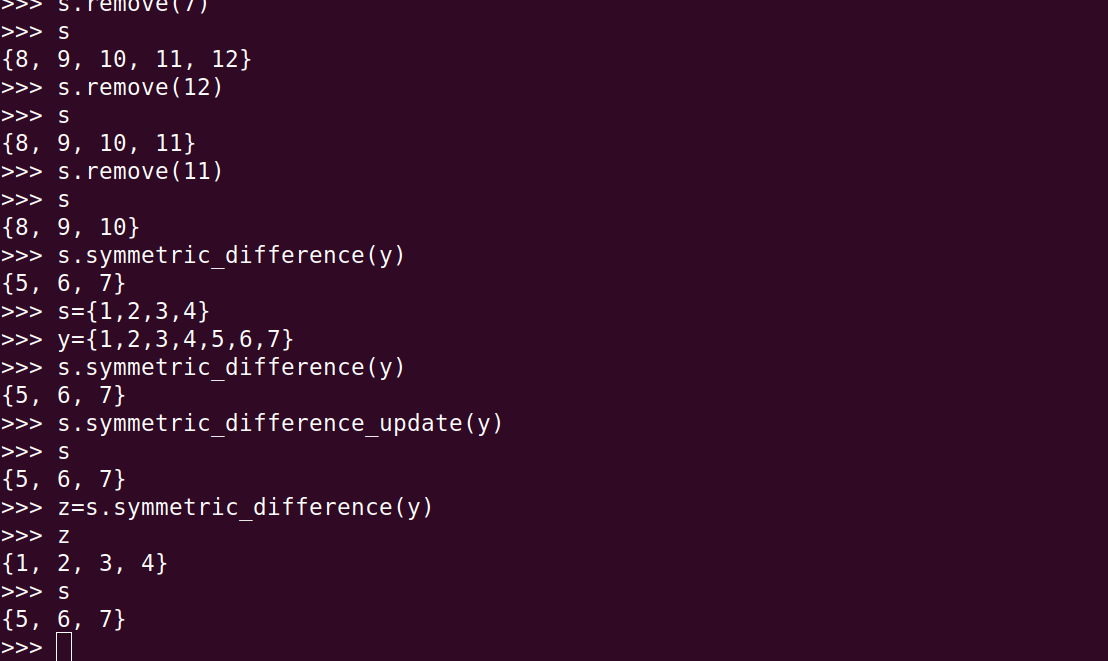 >>> s.remove(7)
>>> s
{8, 9, 10, 11, 12}
>>> s.remove(12)
>>> s
{8, 9, 10, 11}
>>> s.remove(11)
>>> s
{8, 9, 10}
>>> s.symmetric_difference(y)
{5, 6, 7}
>>> s={1,2,3,4}
>>> y={1,2,3,4,5,6,7}
>>> s.symmetric_difference(y)
{5, 6, 7}
>>> s.symmetric_difference_update(y)
>>> s
{5, 6, 7}
>>> z=s.symmetric_difference(y)
>>> z
{1, 2, 3, 4}
>>> s
{5, 6, 7}
>>>